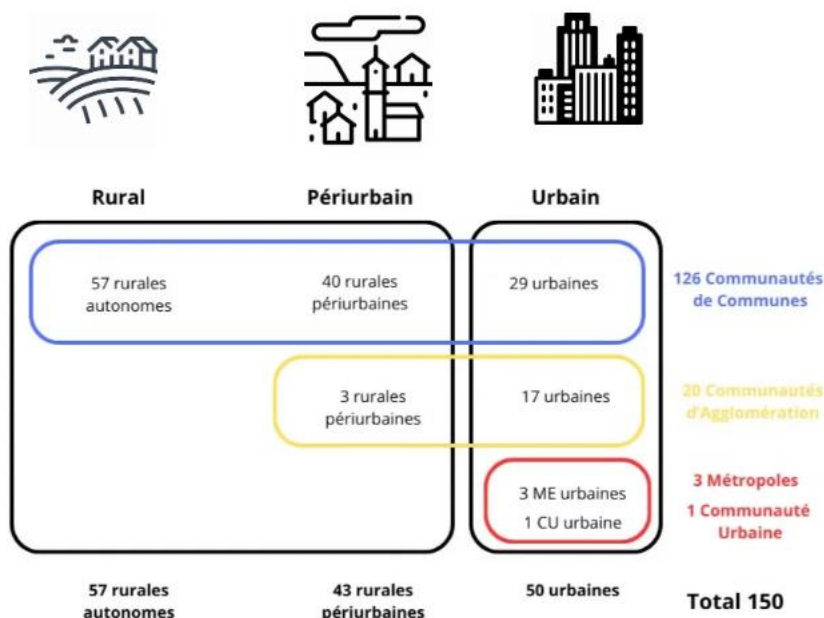 Rural
Périurbain
Urbain
57 rurales
autonomes
40 rurales
périurbaines
29 urbaines
126 Communautés
de Communes
3 rurales
périurbaines
17 urbaines
20 Communautés
d'Agglomération
3 ME urbaines
1 CU urbaine
3 Métropoles
1 Communauté
Urbaine
57 rurales
autonomes
43 rurales
périurbaines
50 urbaines
Total 150